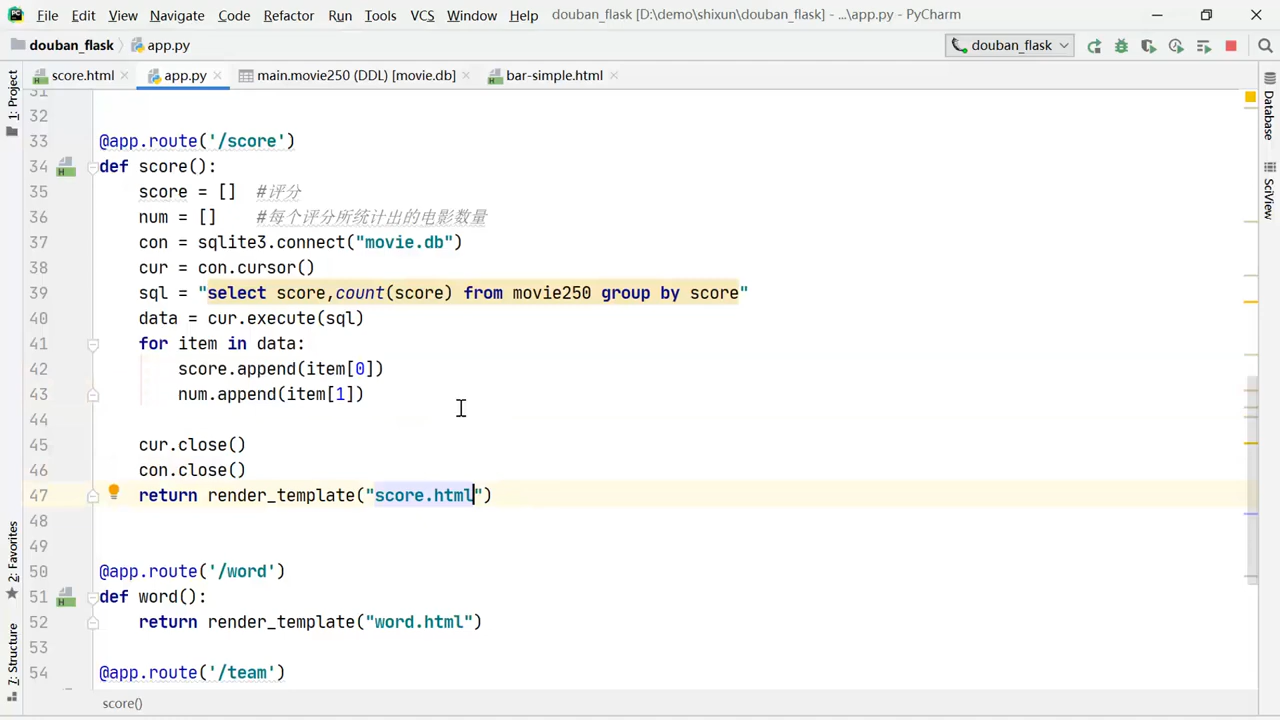 File Edit View Navigate Code Refactor Run Tools VCS Window Help douban_flask [D:\demo\shixun\douban_flask] - ...\app.py - PyCharm
douban_flask app.py douban_flask
score.html app.py main.movie250 (DDL) [movie.db] bar-simple.html
1: Project
2: Favorites
7: Structure
Database
SciView
31
32
33 @app.route('/score')
34 def score():
35 score = [] #评分
36 num = [] #每个评分所统计出的电影数量
37 con = sqlite3.connect("movie.db")
38 cur = con.cursor()
39 sql = "select score,count(score) from movie250 group by score"
40 data = cur.execute(sql)
41 for item in data:
42 score.append(item[0])
43 num.append(item[1])
44
45 cur.close()
46 con.close()
47 return render_template("score.html")
48
49
50 @app.route('/word')
51 def word():
52 return render_template("word.html")
53
54 @app.route('/team')
score()